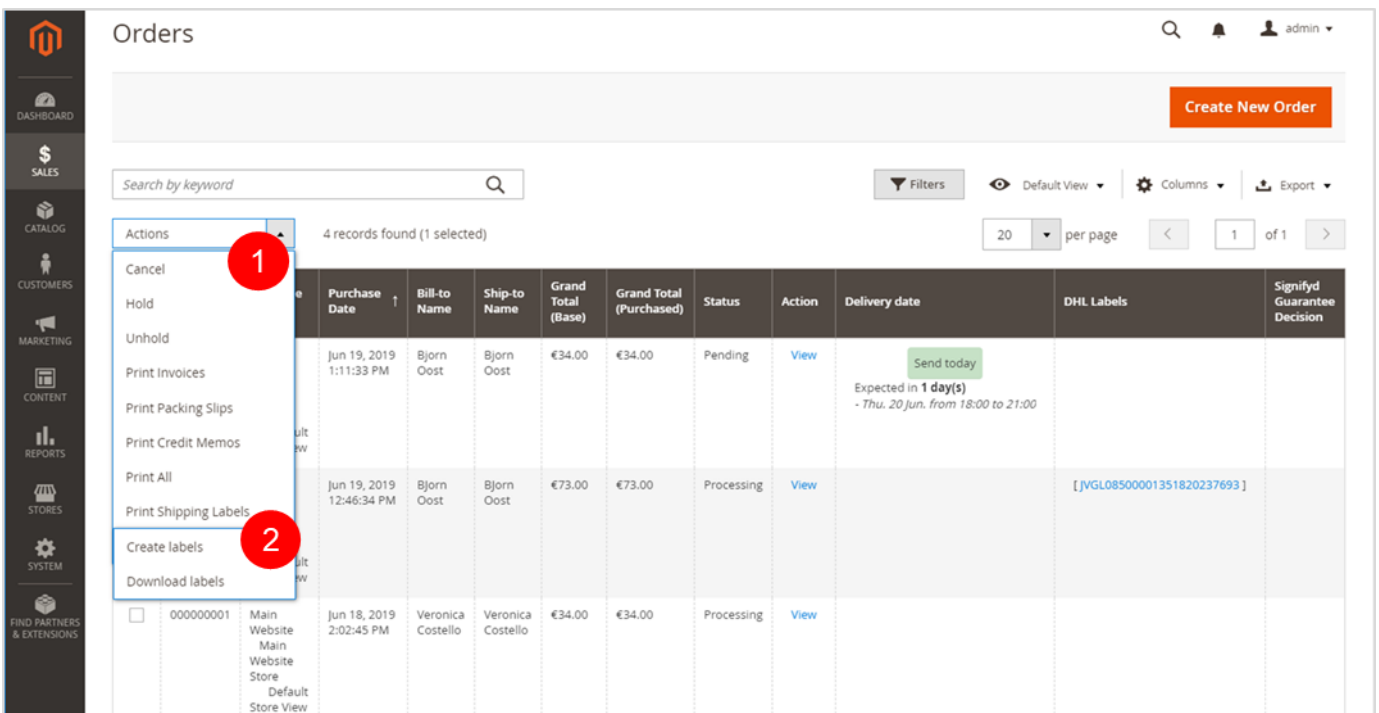 Orders
admin
DASHBOARD
Create New Order
$
SALES
Search by keyword
Filters
Default View
Columns
Export
CATALOG
Actions
4 records found (1 selected)
20
per page
1
of 1
1
Cancel
Hold
Unhold
Print Invoices
Print Packing Slips
Print Credit Memos
Print All
Print Shipping Labels
Create labels
2
Download labels
CUSTOMERS
MARKETING
CONTENT
REPORTS
STORES
SYSTEM
FIND PARTNERS
& EXTENSIONS
Purchase
Date
Bill-to
Name
Ship-to
Name
Grand
Total
(Base)
Grand Total
(Purchased)
Status
Action
Delivery date
DHL Labels
Signifyd
Guarantee
Decision
Jun 19, 2019
1:11:33 PM
Bjorn
Oost
Bjorn
Oost
€34.00
€34.00
Pending
View
Send today
Expected in 1 day(s)
- Thu. 20 Jun. from 18:00 to 21:00
Jun 19, 2019
12:46:34 PM
Bjorn
Oost
Bjorn
Oost
€73.00
€73.00
Processing
View
[ JVGL08500001351820237693 ]
000000001
Main
Website
Main
Website
Store
Default
Store View
Jun 18, 2019
2:02:45 PM
Veronica
Costello
Veronica
Costello
€34.00
€34.00
Processing
View